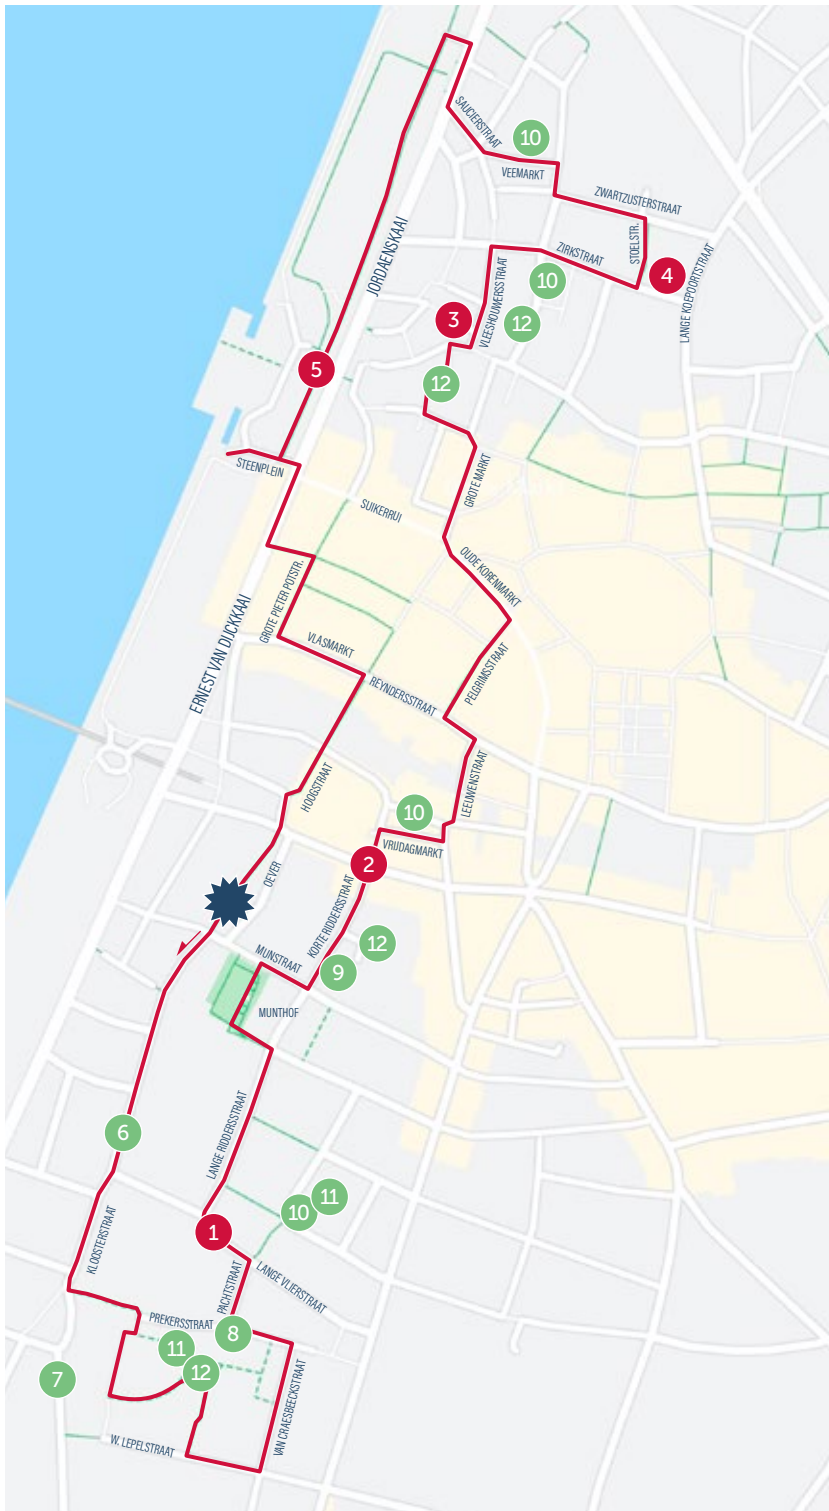 SAUCIERSTRAAT
10
VEEMARKT
ZWARTZUSTERSTRAAT
STOELSTR.
ZIRKSTRAAT
4
10
LANGE KOEPOORTSTRAAT
JORDAENSKAAI
VLEESHOUWERSSTRAAT
3
12
5
12
STEENPLEIN
GROTE MARKT
SUIKERRUI
OUDE KORENMARKT
GROTE PIETER POTSTR.
ERNEST VAN DIJCKKAAI
VLASMARKT
PELGRIMSSTRAAT
REYNDERSSTRAAT
HOOGSTRAAT
LEEUWENSTRAAT
10
VRIJDAGMARKT
2
OEVER
KORTE RIDDERSSTRAAT
12
MUNSTRAAT
9
MUNTHOF
LANGE RIDDERSSTRAAT
6
11
10
1
KLOOSTERSTRAAT
PACHTSTRAAT
LANGE VLIERSTRAAT
PREKERSSTRAAT
8
11
12
7
VAN CRAESBEECKSTRAAT
W. LEPELSTRAAT